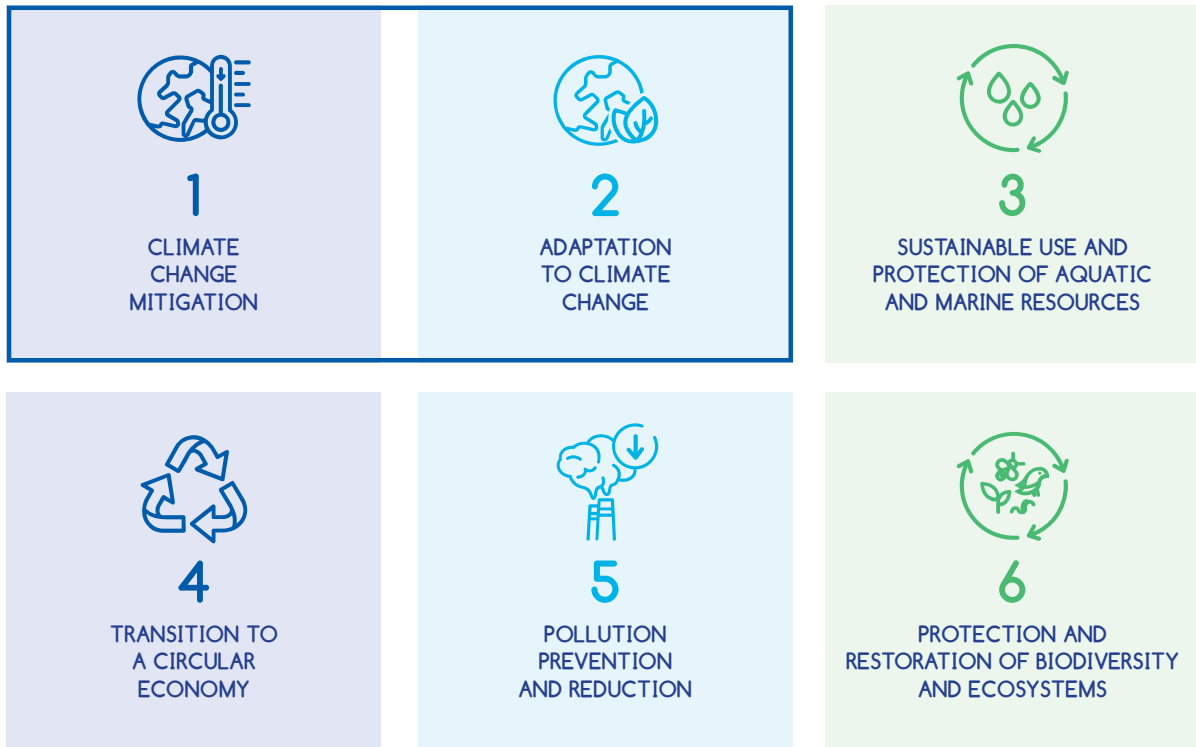 1
CLIMATE
CHANGE
MITIGATION
2
ADAPTATION
TO CLIMATE
CHANGE
3
SUSTAINABLE USE AND
PROTECTION OF AQUATIC
AND MARINE RESOURCES
4
TRANSITION TO
A CIRCULAR
ECONOMY
5
POLLUTION
PREVENTION
AND REDUCTION
6
PROTECTION AND
RESTORATION OF BIODIVERSITY
AND ECOSYSTEMS